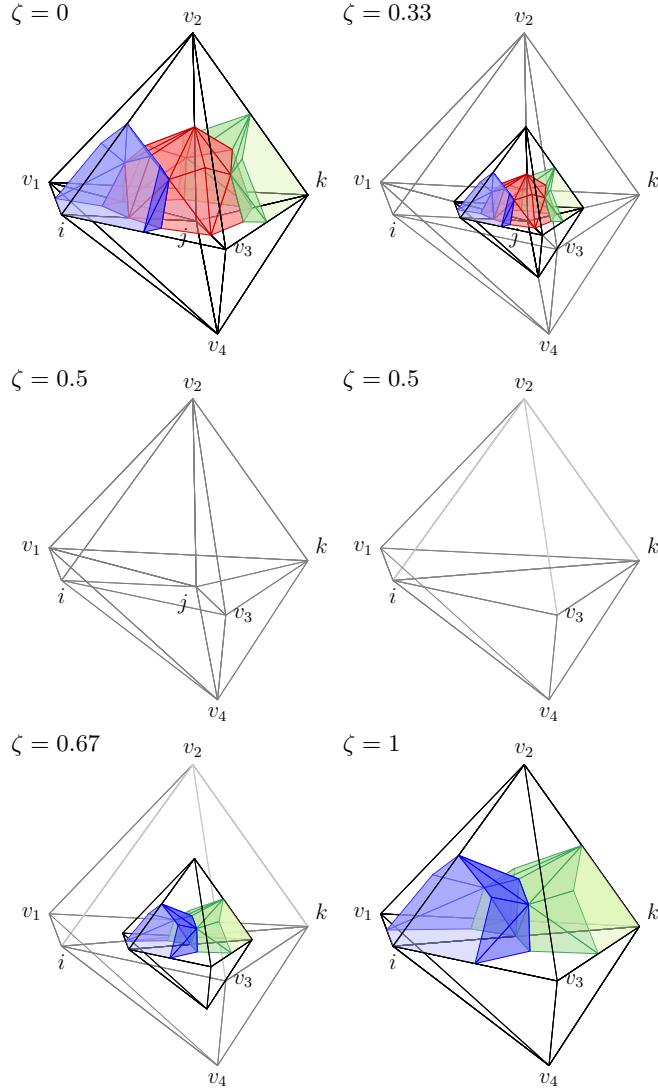 ζ = 0
v₂
v₁
i
j
v₃
k
v₄
ζ = 0.33
v₂
v₁
i
j
v₃
k
v₄
ζ = 0.5
v₂
v₁
i
j
v₃
k
v₄
ζ = 0.5
v₂
v₁
i
v₃
k
v₄
ζ = 0.67
v₂
v₁
i
v₃
k
v₄
ζ = 1
v₂
v₁
i
v₃
k
v₄